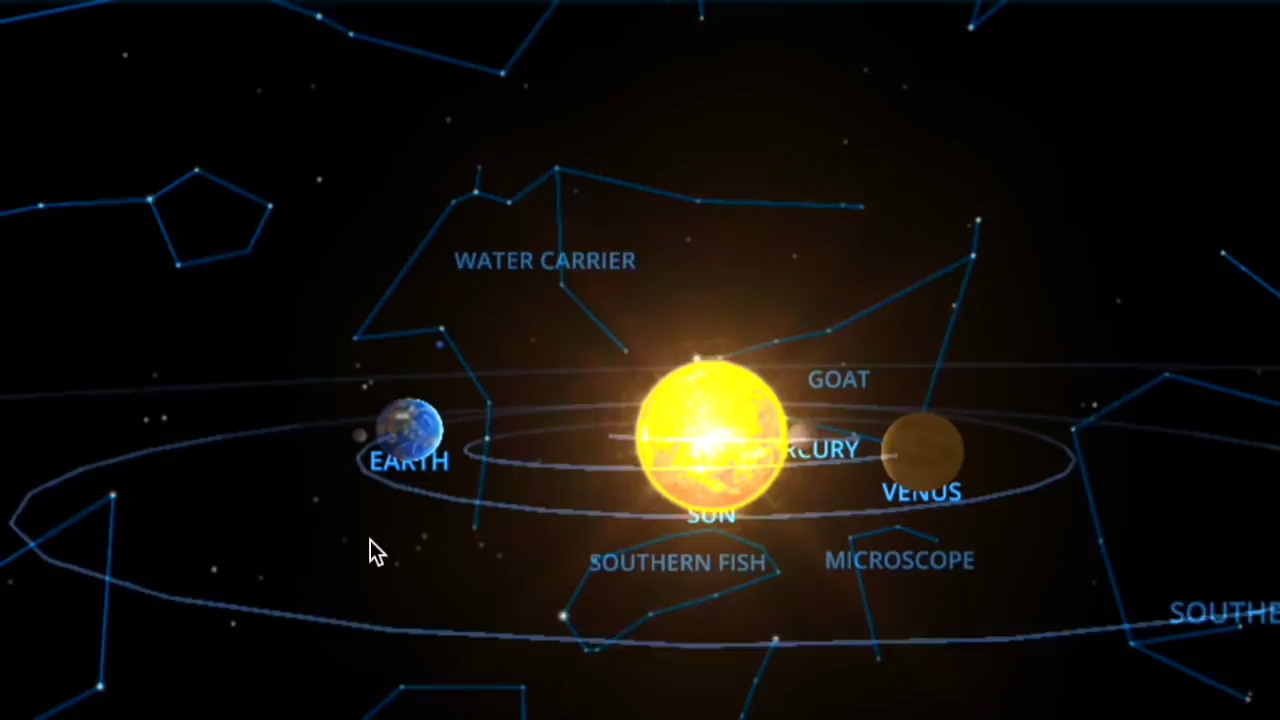 WATER CARRIER
GOAT
EARTH
RCURY
VENUS
SUN
SOUTHERN FISH
MICROSCOPE
SOUTHE